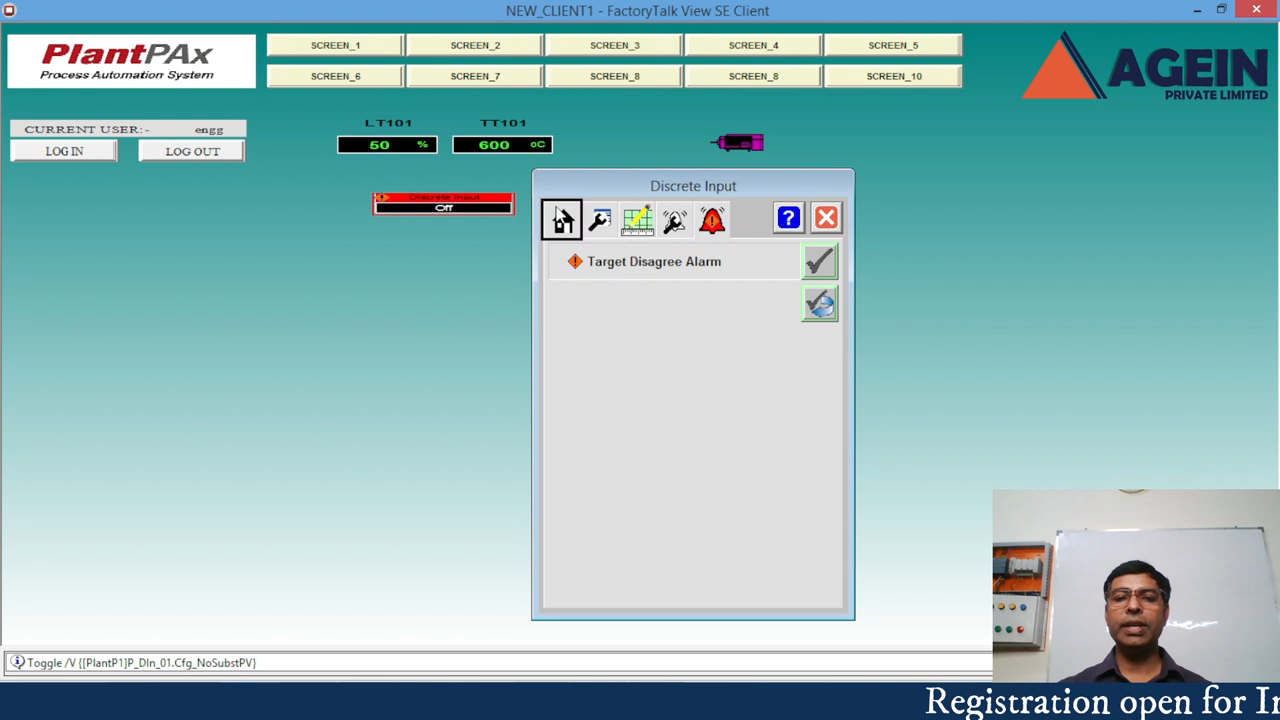 NEW_CLIENT1 - FactoryTalk View SE Client
PlantPAx
Process Automation System
SCREEN_1 SCREEN_2 SCREEN_3 SCREEN_4 SCREEN_5
SCREEN_6 SCREEN_7 SCREEN_8 SCREEN_8 SCREEN_10
AGEIN
PRIVATE LIMITED
CURRENT USER:- engg
LOG IN LOG OUT
LT101 TT101
50 % 600 oC
Discrete Input
Off
Discrete Input
?
Target Disagree Alarm
Toggle /V {[PlantP1]P_DIn_01.Cfg_NoSubstPV}
Registration open for In